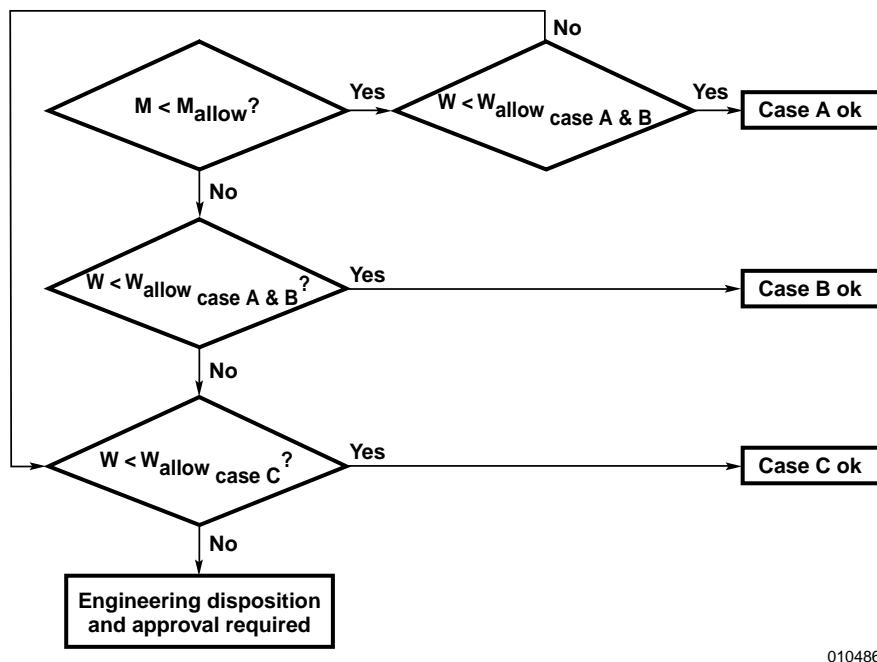 No
M < Mallow?
Yes
W < Wallow case A & B
Yes
Case A ok
No
W < Wallow case A & B?
Yes
Case B ok
No
W < Wallow case C?
Yes
Case C ok
No
Engineering disposition
and approval required
010486